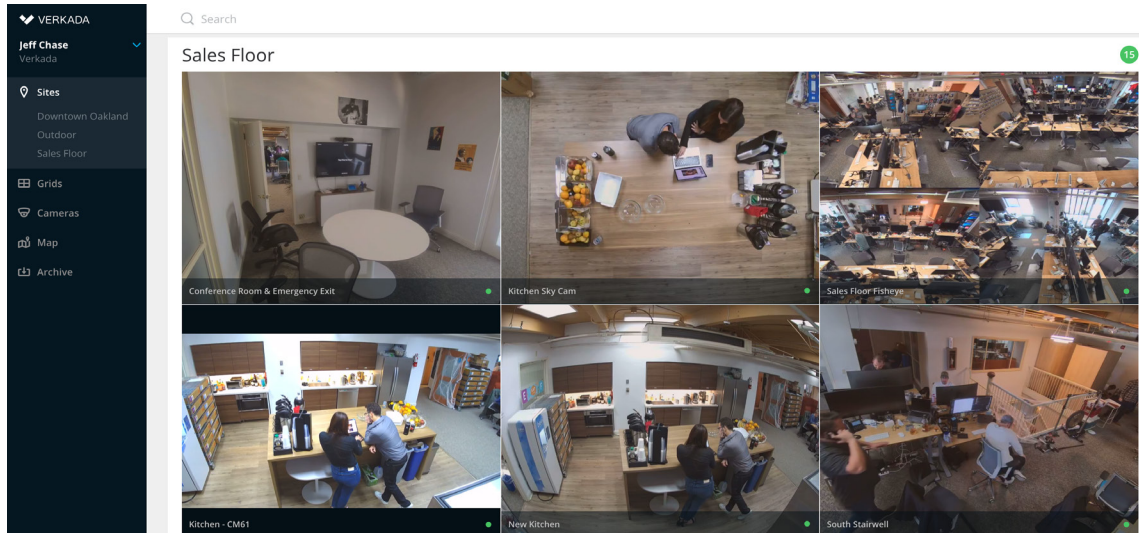 VERKADA
Search
Jeff Chase
Verkada
Sites
Downtown Oakland
Outdoor
Sales Floor
Grids
Cameras
Map
Archive
Sales Floor
15
Conference Room & Emergency Exit
Kitchen Sky Cam
Sales Floor Fisheye
Kitchen - CM61
New Kitchen
South Stairwell